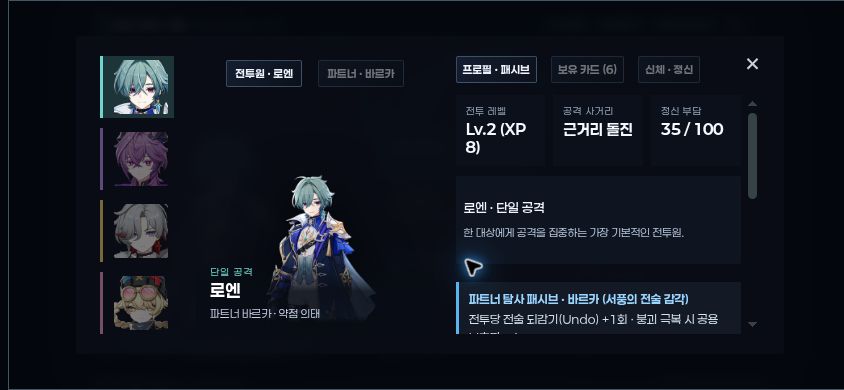 전투원 · 로엔
파트너 · 바르카
프로필 · 패시브
보유 카드 (6)
신체 · 정신
전투 레벨
Lv.2 (XP
8)
공격 사거리
근거리 돌진
정신 부담
35 / 100
로엔 · 단일 공격
한 대상에게 공격을 집중하는 가장 기본적인 전투원.
단일 공격
로엔
파트너 바르카 · 약점 의태
파트너 탐사 패시브 · 바르카 (서풍의 전술 감각)
전투당 전술 되감기(Undo) +1회 · 붕괴 극복 시 공용